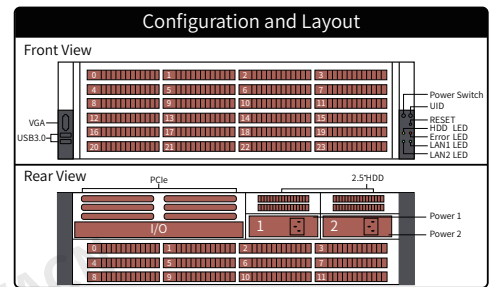 Configuration and Layout
Front View
0 1 2 3
4 5 6 7
8 9 10 11
12 13 14 15
16 17 18 19
20 21 22 23
VGA
USB3.0
Power Switch
UID
RESET
HDD LED
Error LED
LAN1 LED
LAN2 LED
Rear View
PCIe
2.5"HDD
I/O
1
2
Power 1
Power 2
0 1 2 3
4 5 6 7
8 9 10 11